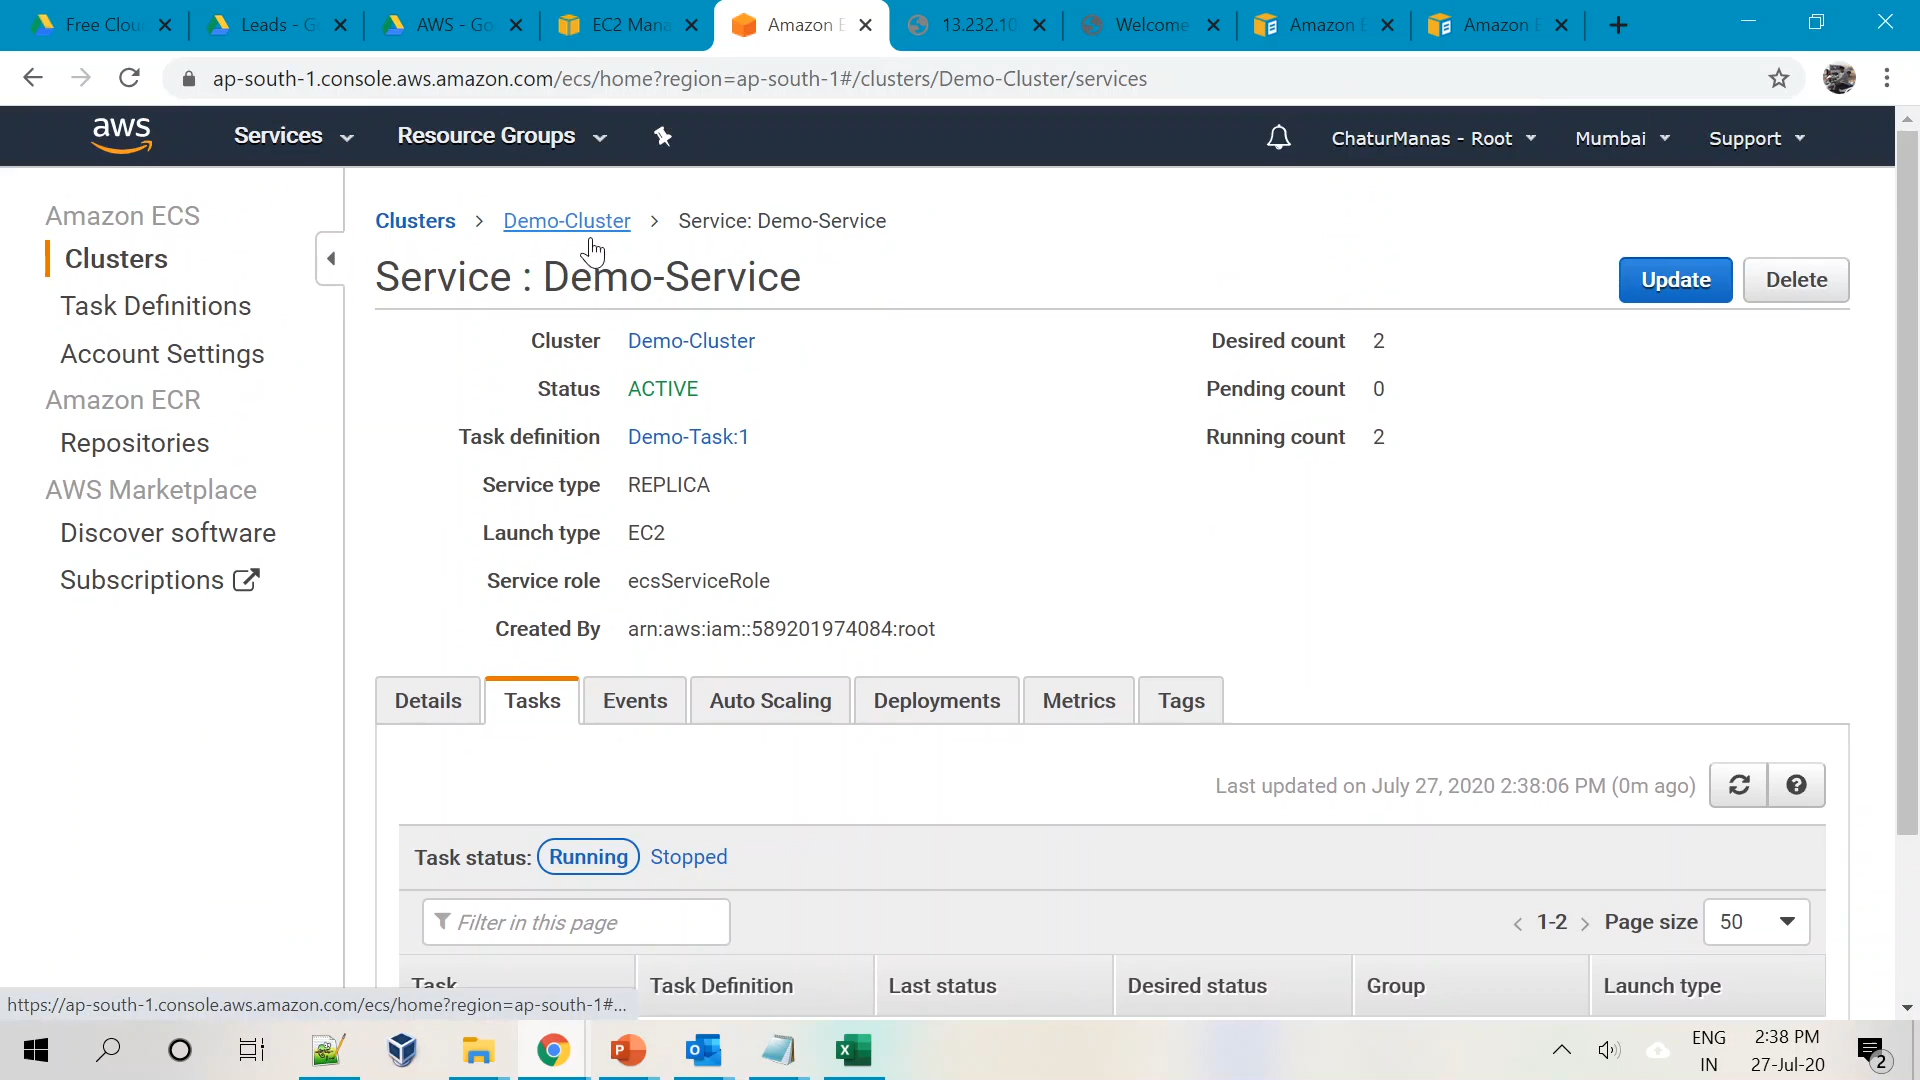 Free Clou
Leads - G
AWS - Go
EC2 Mana
Amazon E
13.232.10
Welcome
Amazon E
Amazon E
ap-south-1.console.aws.amazon.com/ecs/home?region=ap-south-1#/clusters/Demo-Cluster/services
aws
Services
Resource Groups
ChaturManas - Root
Mumbai
Support
Amazon ECS
Clusters
Task Definitions
Account Settings
Amazon ECR
Repositories
AWS Marketplace
Discover software
Subscriptions
Clusters > Demo-Cluster > Service: Demo-Service
Service : Demo-Service
Update
Delete
Cluster Demo-Cluster
Status ACTIVE
Task definition Demo-Task:1
Service type REPLICA
Launch type EC2
Service role ecsServiceRole
Created By arn:aws:iam::589201974084:root
Desired count 2
Pending count 0
Running count 2
Details
Tasks
Events
Auto Scaling
Deployments
Metrics
Tags
Last updated on July 27, 2020 2:38:06 PM (0m ago)
Task status: Running Stopped
Filter in this page
< 1-2 > Page size 50
Task
Task Definition
Last status
Desired status
Group
Launch type
https://ap-south-1.console.aws.amazon.com/ecs/home?region=ap-south-1#...
ENG
IN
2:38 PM
27-Jul-20
2